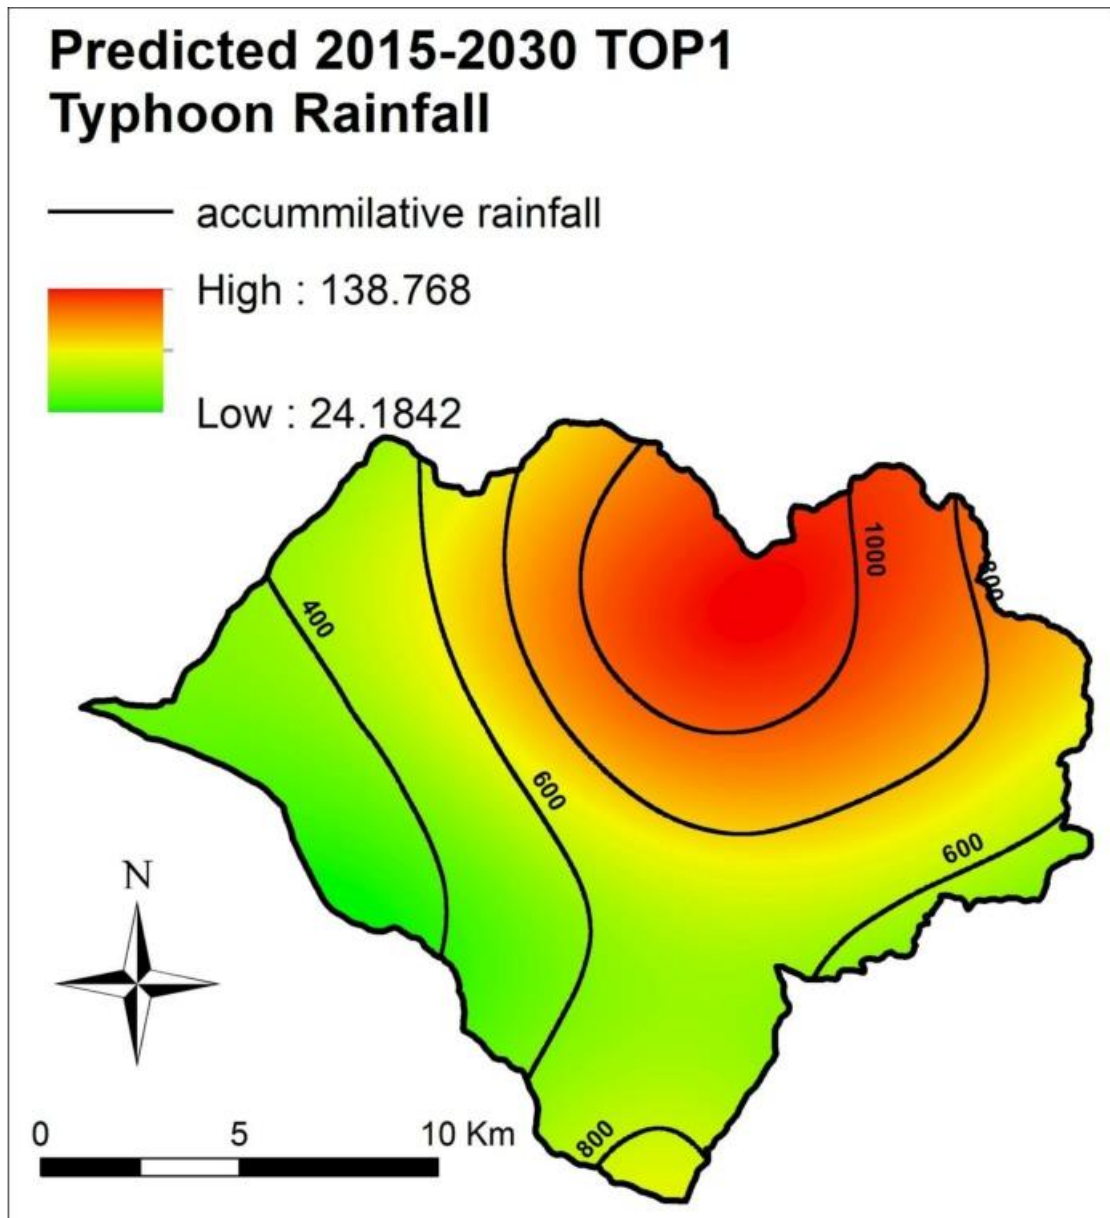 Predicted 2015-2030 TOP1
Typhoon Rainfall
accummilative rainfall
High : 138.768
Low : 24.1842
1000
800
400
600
600
N
800
0 5 10 Km